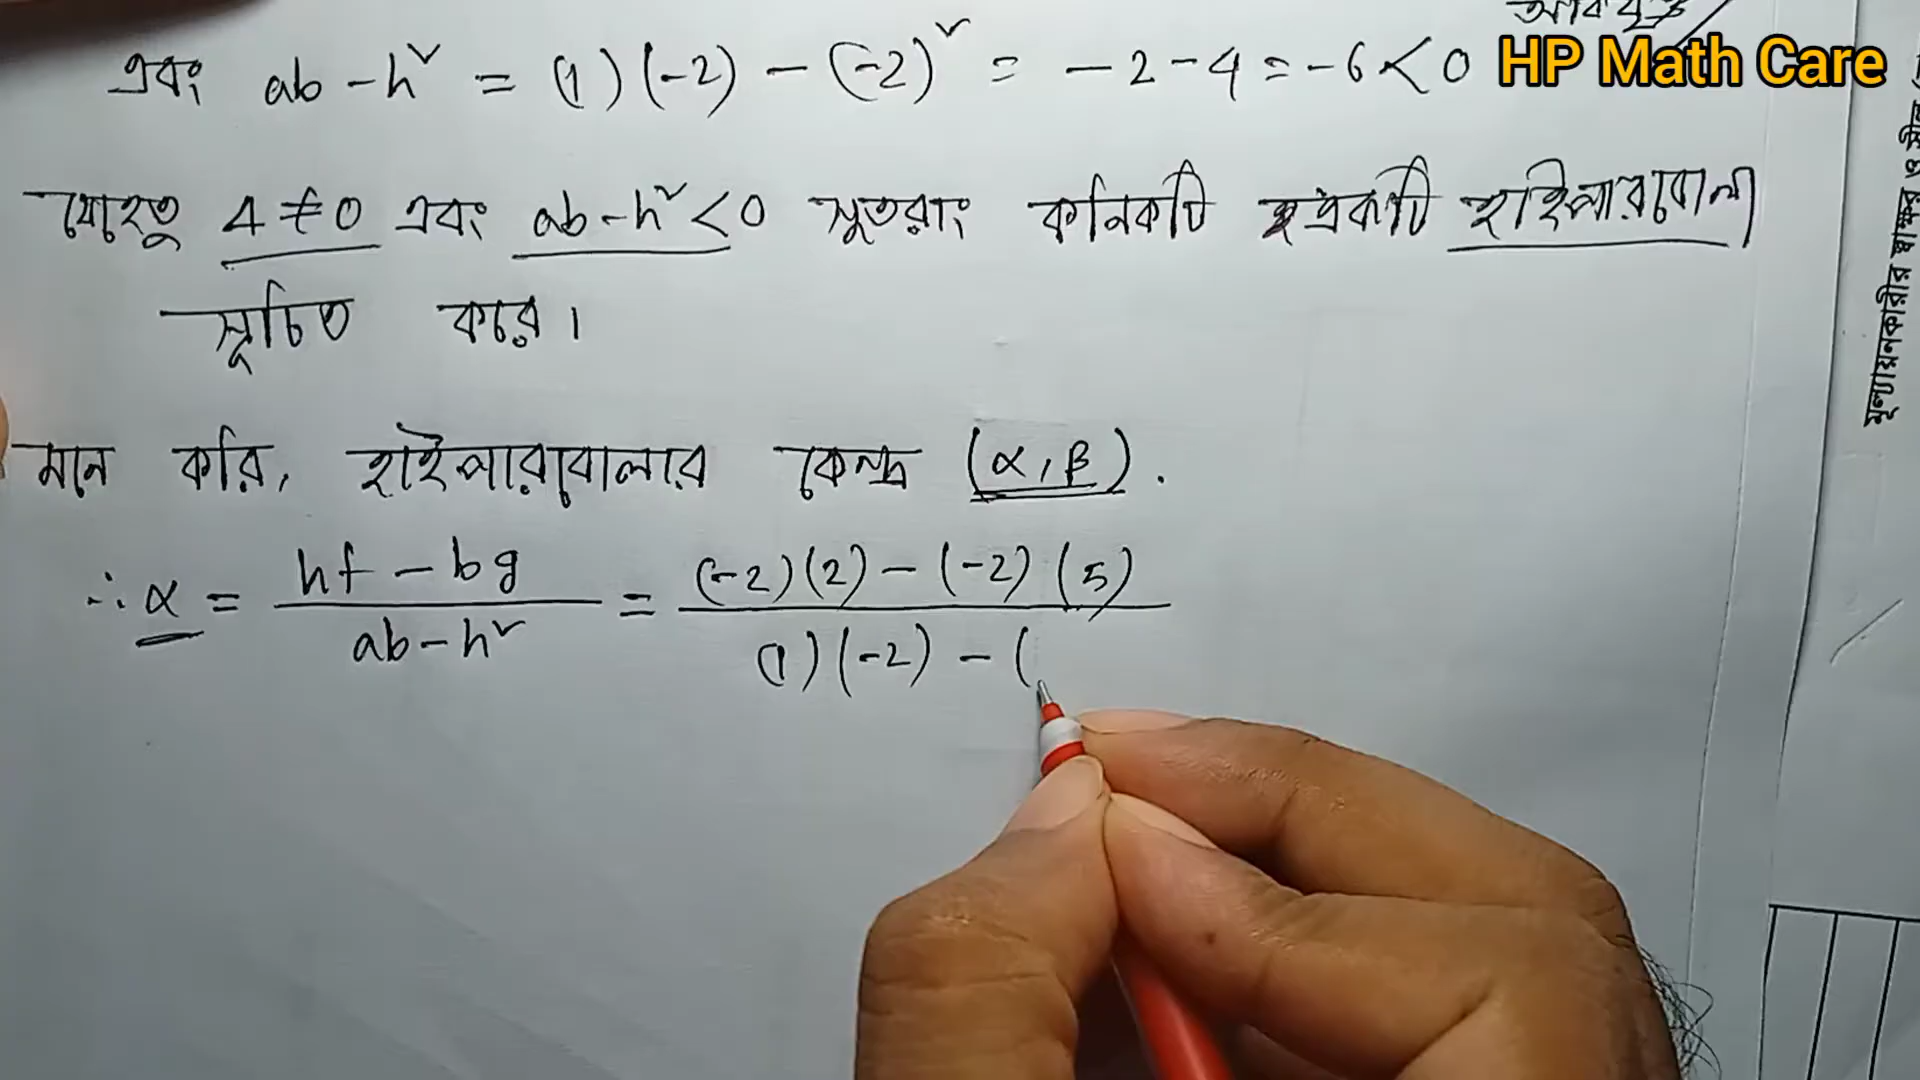 HP Math Care
এবং ab - h² = (1)(-2) - (-2)² = -2-4 = -6 < 0
যেহেতু Δ ≠ 0 এবং ab - h² < 0 সুতরাং কনিকটি একটি হাইপারবোলা
সূচিত করে।
মনে করি, হাইপারবোলার কেন্দ্র (α, β).
∴ α = hf - bg / ab - h² = (-2)(2) - (-2)(5) / (1)(-2) - (
মূল্যায়নকারীর স্বাক্ষর ও